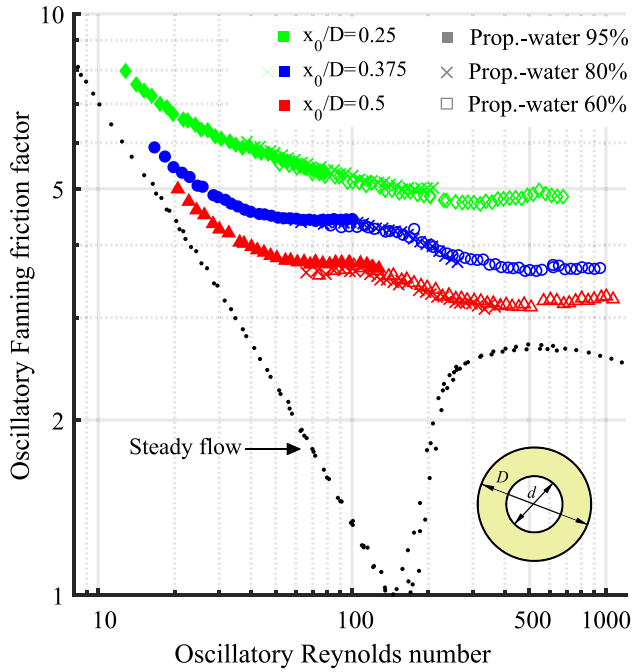 10
5
2
1
Oscillatory Fanning friction factor
x0/D=0.25
x0/D=0.375
x0/D=0.5
Prop.-water 95%
Prop.-water 80%
Prop.-water 60%
Steady flow
D
d
10
100
500
1000
Oscillatory Reynolds number